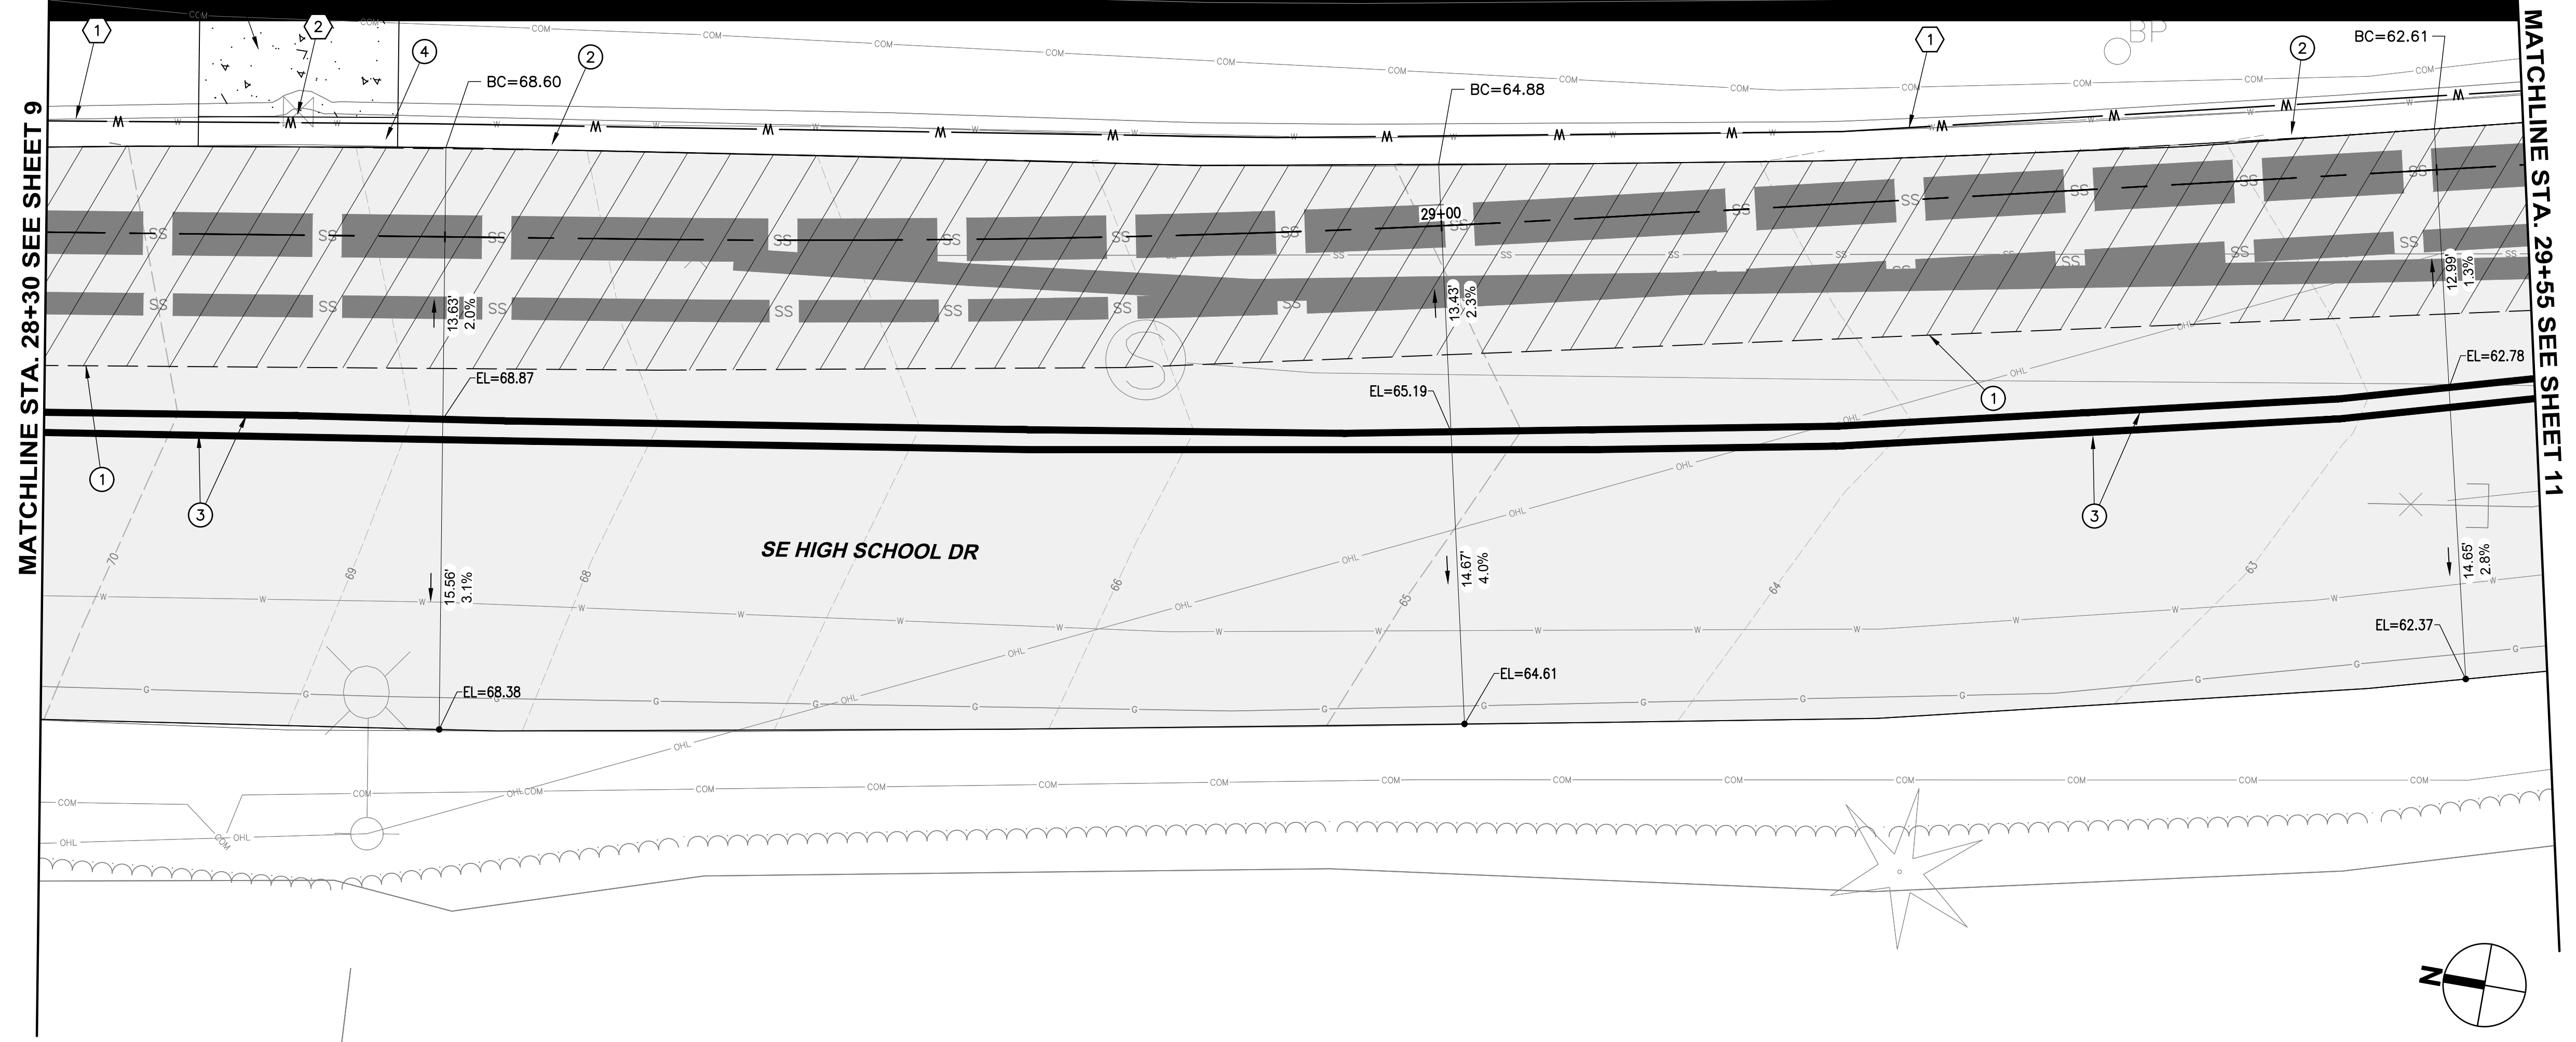 1
2
4
2
1
BP
2
BC=62.61
BC=68.60
BC=64.88
MATCHLINE STA. 28+30 SEE SHEET 9
MATCHLINE STA. 29+55 SEE SHEET 11
29+00
13.63'
2.0%
13.43'
2.3%
12.99'
1.3%
S
EL=68.87
EL=65.19
EL=62.78
1
1
3
3
SE HIGH SCHOOL DR
70
69
68
66
65
64
63
15.56'
3.1%
14.67'
4.0%
14.65'
2.8%
EL=68.38
EL=64.61
EL=62.37
COM
W
SS
OHL
G
N